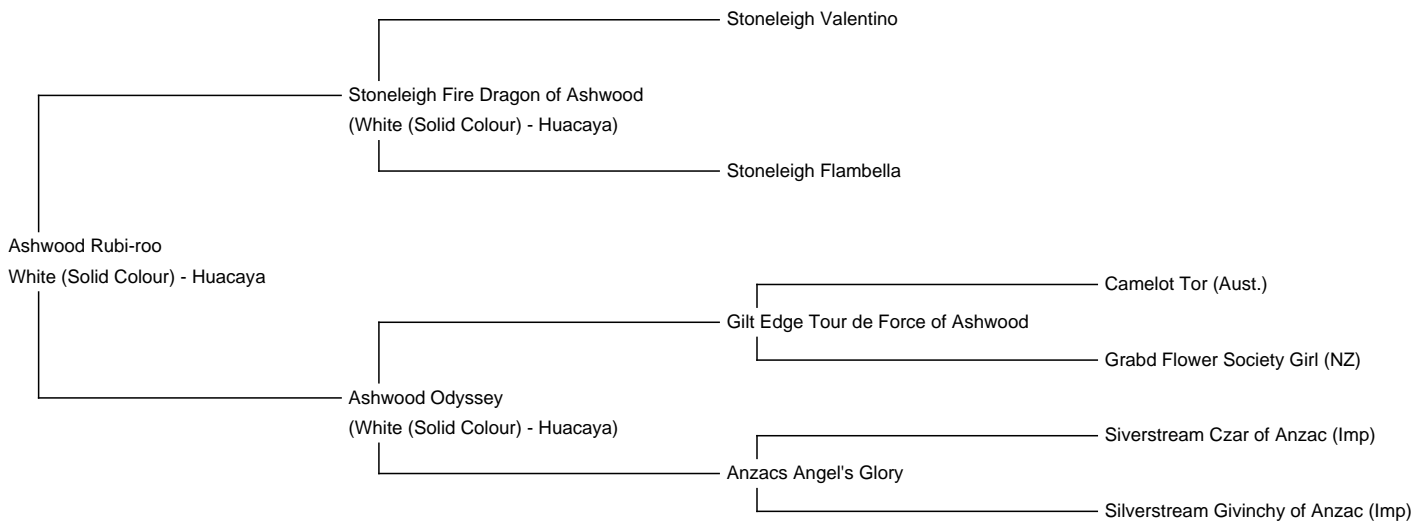 Stoneleigh Valentino
Stoneleigh Fire Dragon of Ashwood
(White (Solid Colour) - Huacaya)
Stoneleigh Flambella
Ashwood Rubi-roo
White (Solid Colour) - Huacaya
Camelot Tor (Aust.)
Gilt Edge Tour de Force of Ashwood
Grabd Flower Society Girl (NZ)
Ashwood Odyssey
(White (Solid Colour) - Huacaya)
Siverstream Czar of Anzac (Imp)
Anzacs Angel's Glory
Silverstream Givinchy of Anzac (Imp)